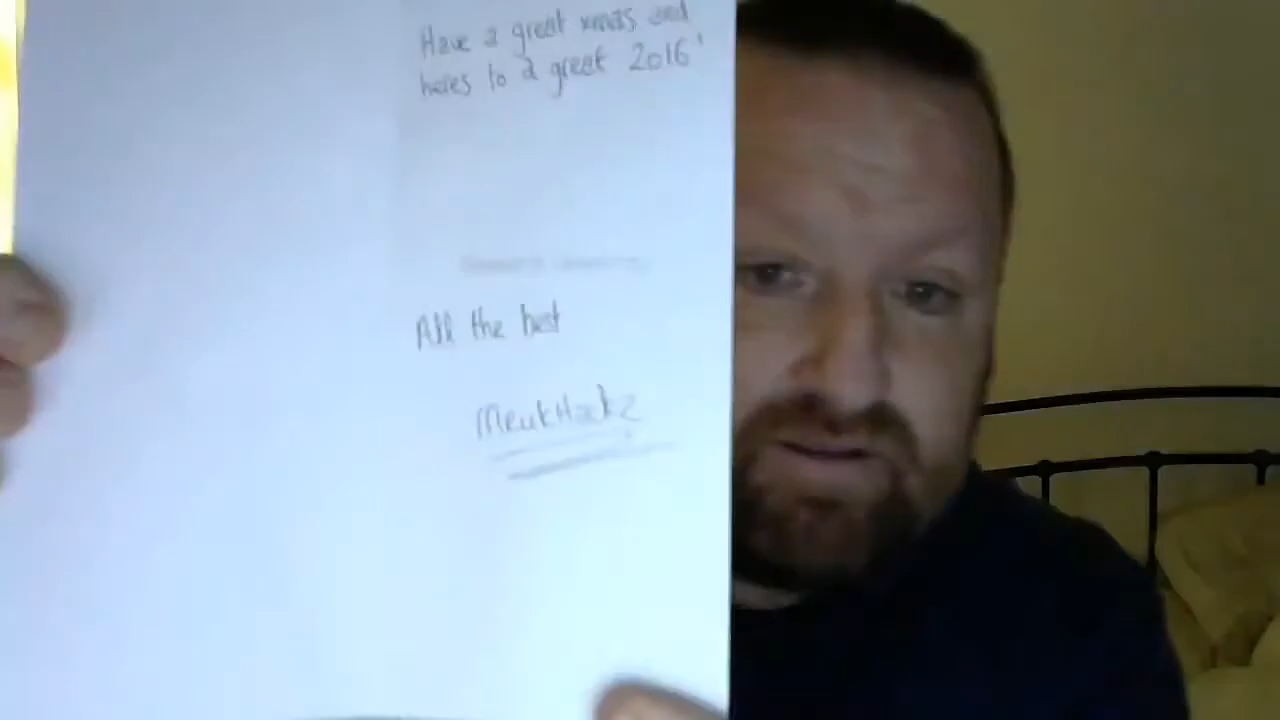 Have a great xmas and
heres to a great 2016'
All the best
MeukHackz